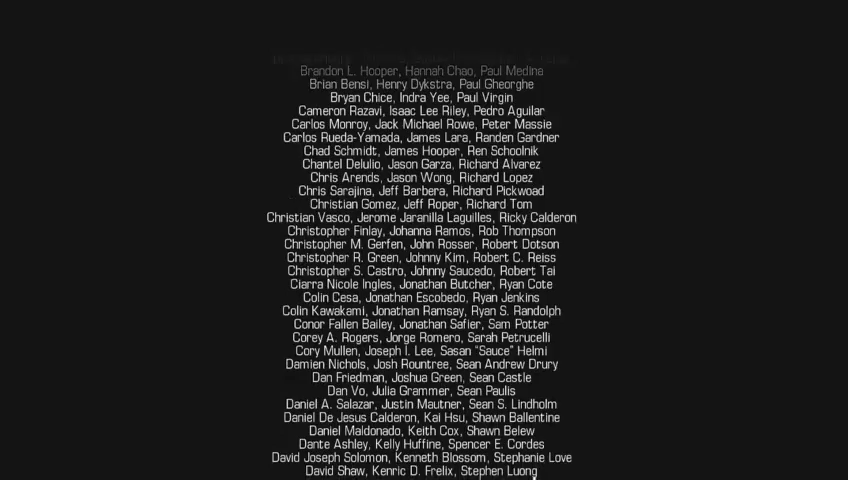 Brandon L. Hooper, Hannah Chao, Paul Medina
Brian Bensi, Henry Dykstra, Paul Gheorghe
Bryan Chice, Indra Yee, Paul Virgin
Cameron Razavi, Isaac Lee Riley, Pedro Aguilar
Carlos Monroy, Jack Michael Rowe, Peter Massie
Carlos Rueda-Yamada, James Lara, Randen Gardner
Chad Schmidt, James Hooper, Ren Schoolnik
Chantel Delulio, Jason Garza, Richard Alvarez
Chris Arends, Jason Wong, Richard Lopez
Chris Sarajina, Jeff Barbera, Richard Pickwoad
Christian Gomez, Jeff Roper, Richard Tom
Christian Vasco, Jerome Jaranilla Laguilles, Ricky Calderon
Christopher Finlay, Johanna Ramos, Rob Thompson
Christopher M. Gerfen, John Rosser, Robert Dotson
Christopher R. Green, Johnny Kim, Robert C. Reiss
Christopher S. Castro, Johnny Saucedo, Robert Tai
Ciarra Nicole Ingles, Jonathan Butcher, Ryan Cote
Colin Cesa, Jonathan Escobedo, Ryan Jenkins
Colin Kawakami, Jonathan Ramsay, Ryan S. Randolph
Conor Fallen Bailey, Jonathan Safier, Sam Potter
Corey A. Rogers, Jorge Romero, Sarah Petrucelli
Cory Mullen, Joseph I. Lee, Sasan "Sauce" Helmi
Damien Nichols, Josh Rountree, Sean Andrew Drury
Dan Friedman, Joshua Green, Sean Castle
Dan Vo, Julia Grammer, Sean Paulis
Daniel A. Salazar, Justin Mautner, Sean S. Lindholm
Daniel De Jesus Calderon, Kai Hsu, Shawn Ballentine
Daniel Maldonado, Keith Cox, Shawn Belew
Dante Ashley, Kelly Huffine, Spencer E. Cordes
David Joseph Solomon, Kenneth Blossom, Stephanie Love
David Shaw, Kenric D. Frelix, Stephen Luong